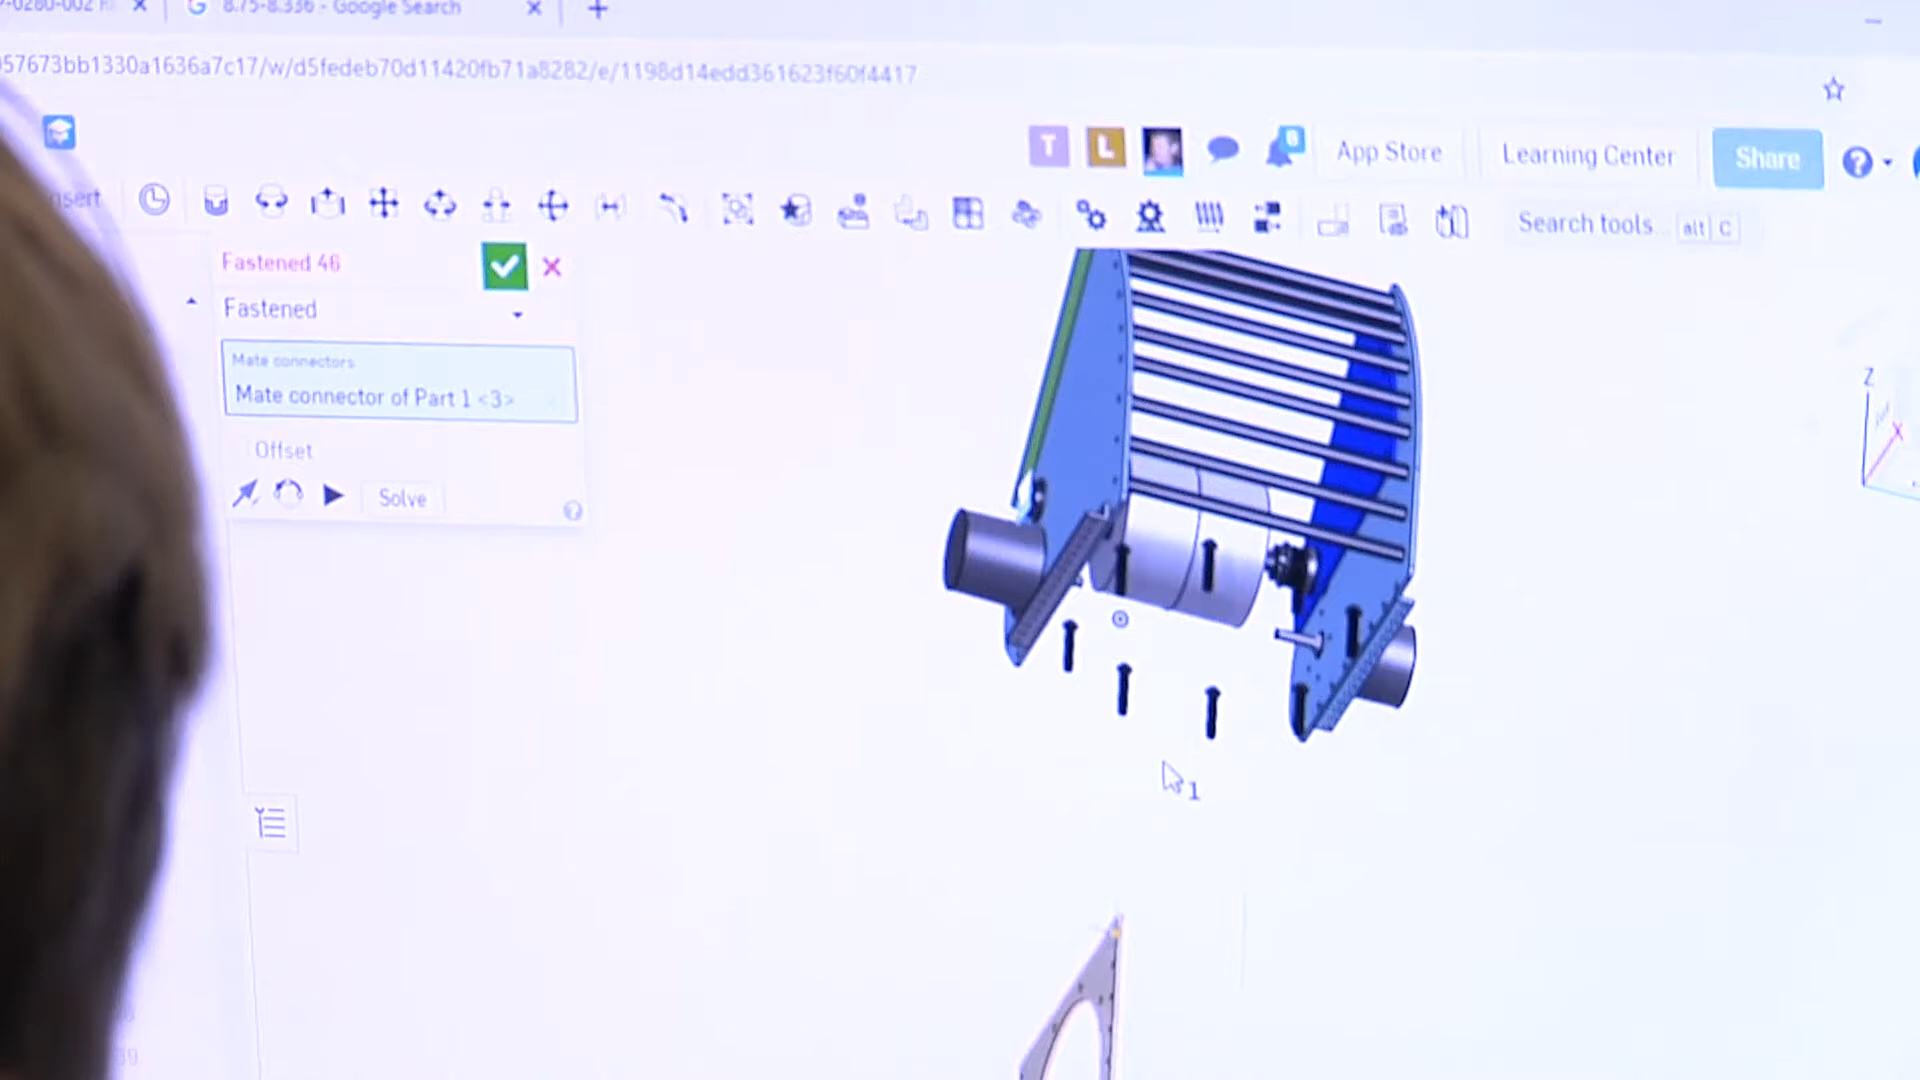 8.75-8.336 - Google Search
57673bb1330a1636a7c17/w/d5fedeb70d11420fb71a8282/e/1198d14edd361623f60f4417
T
L
App Store
Learning Center
Share
?
Search tools...
alt
C
Fastened 46
Fastened
Mate connectors
Mate connector of Part 1 <3>
Offset
Solve
?
1
Z
X